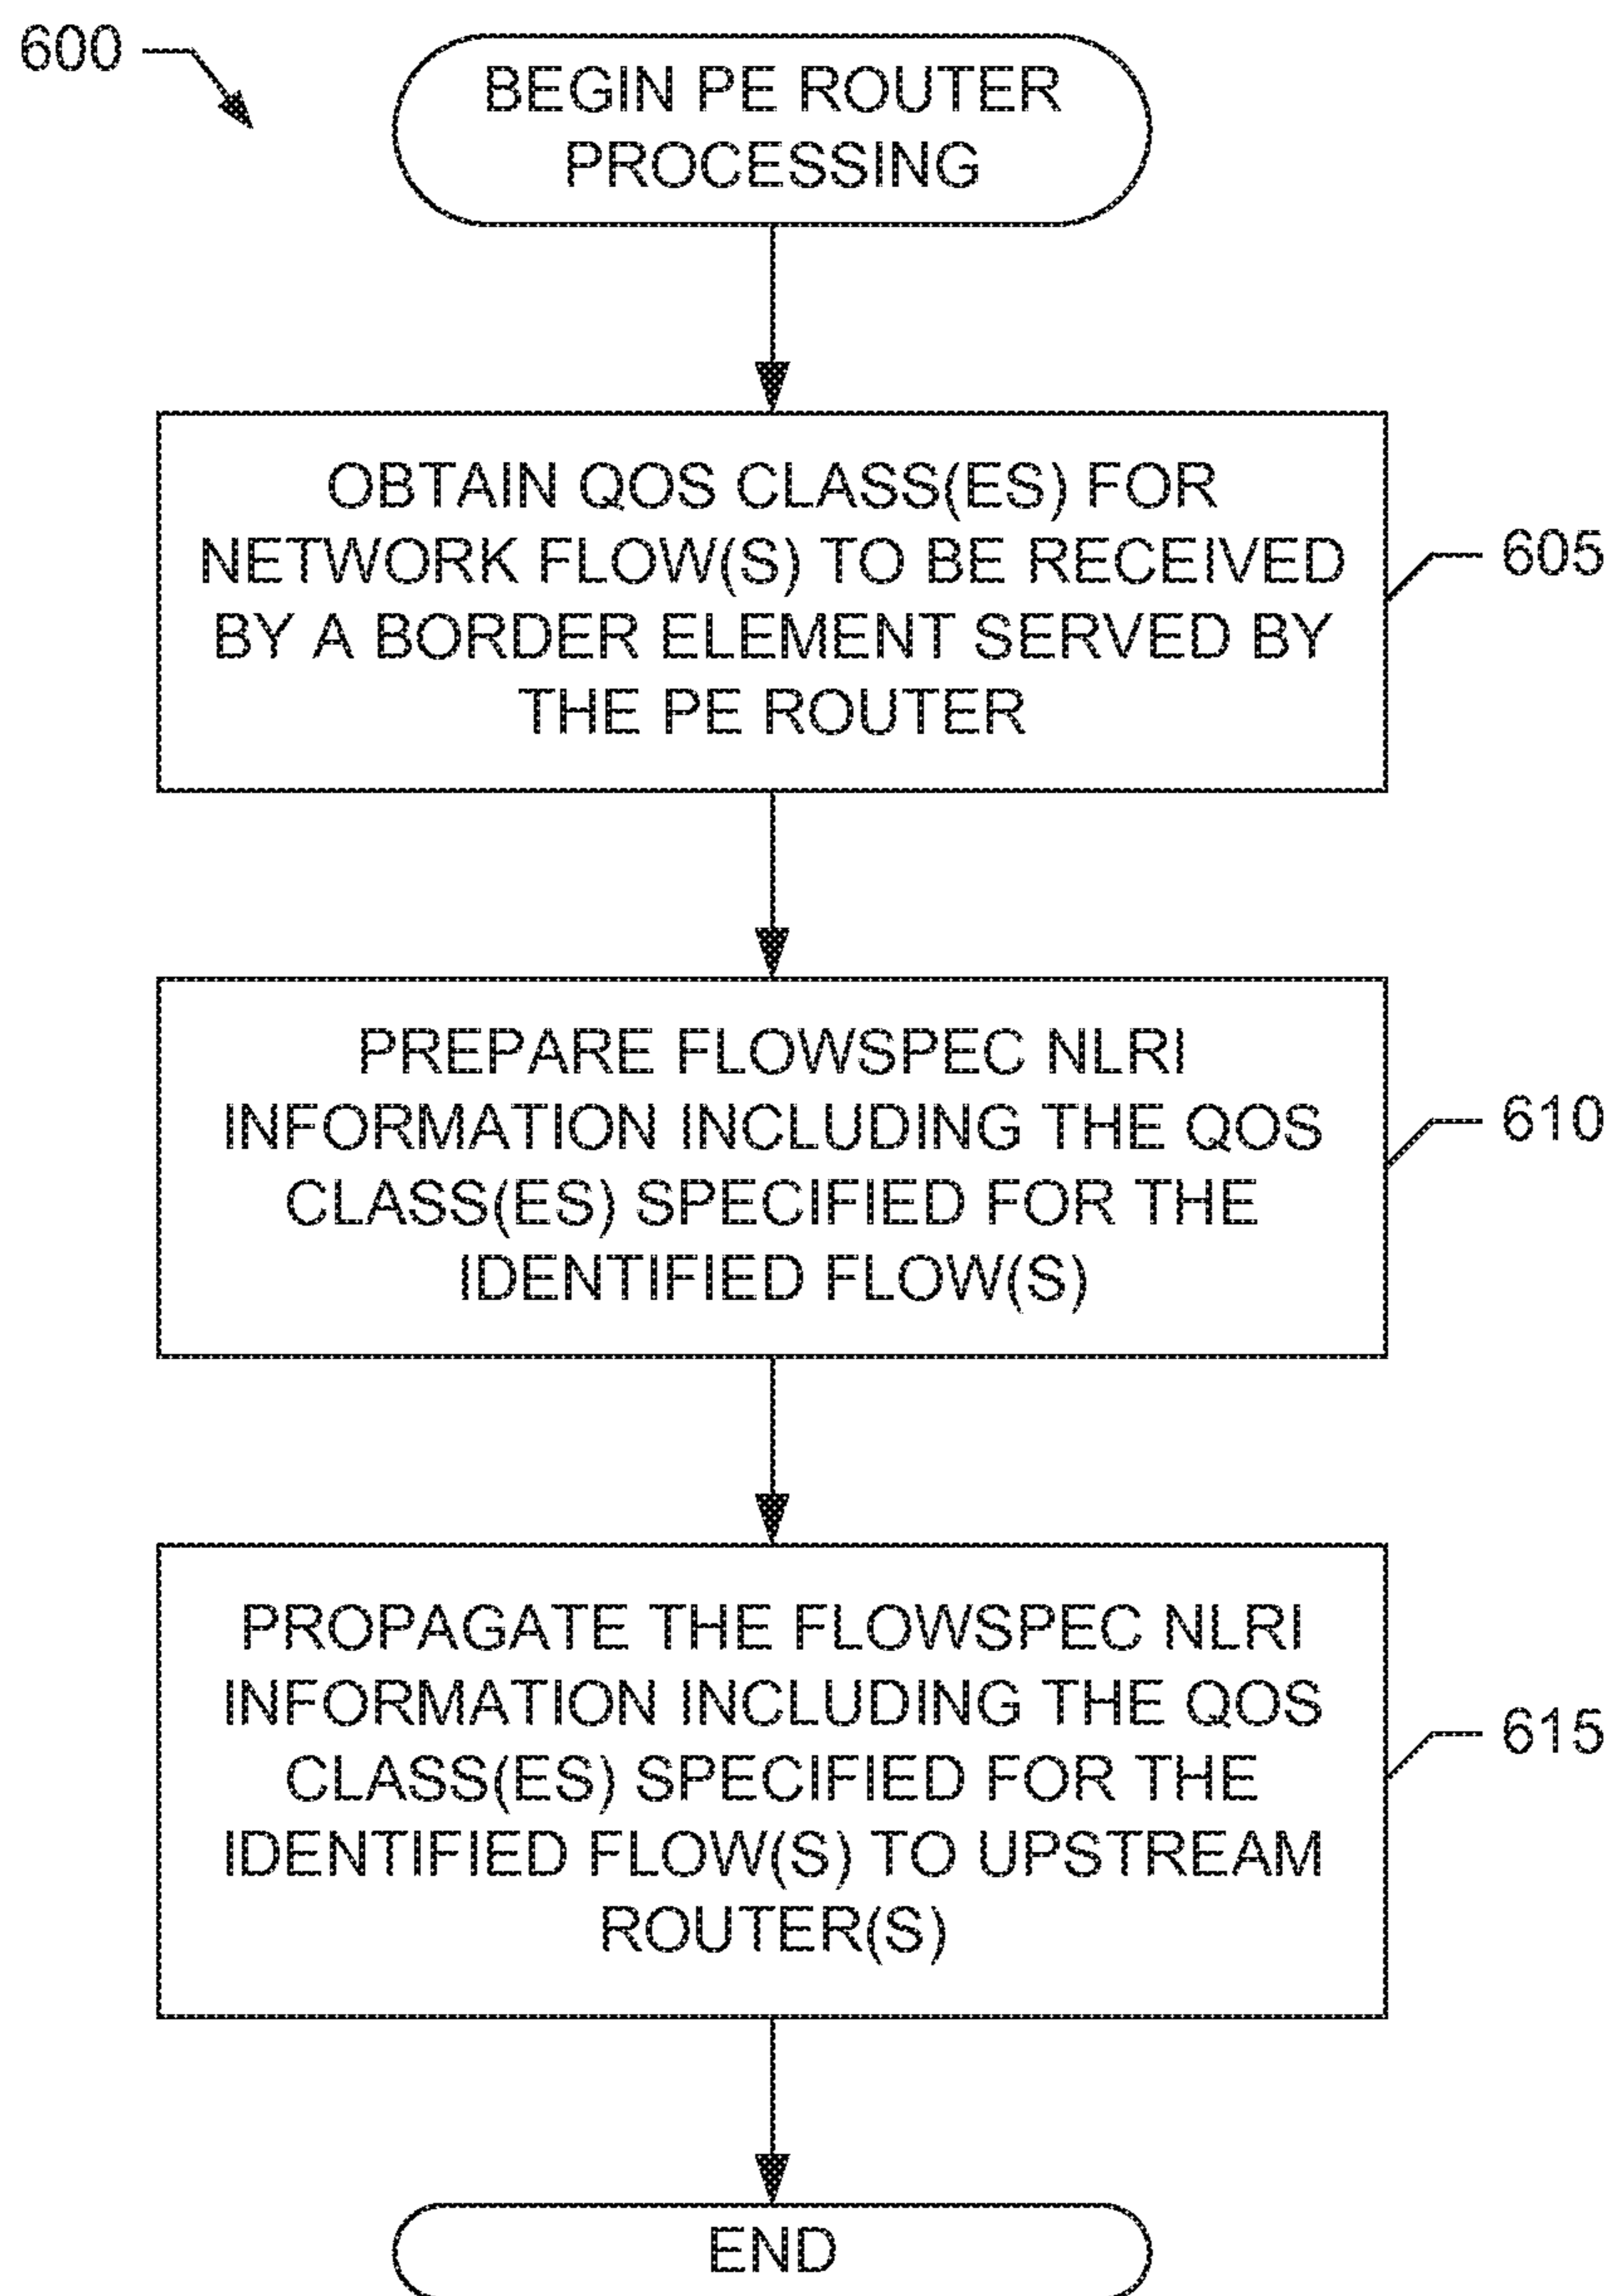 600
BEGIN PE ROUTER
PROCESSING
OBTAIN QOS CLASS(ES) FOR
NETWORK FLOW(S) TO BE RECEIVED
BY A BORDER ELEMENT SERVED BY
THE PE ROUTER
605
PREPARE FLOWSPEC NLRI
INFORMATION INCLUDING THE QOS
CLASS(ES) SPECIFIED FOR THE
IDENTIFIED FLOW(S)
610
PROPAGATE THE FLOWSPEC NLRI
INFORMATION INCLUDING THE QOS
CLASS(ES) SPECIFIED FOR THE
IDENTIFIED FLOW(S) TO UPSTREAM
ROUTER(S)
615
END